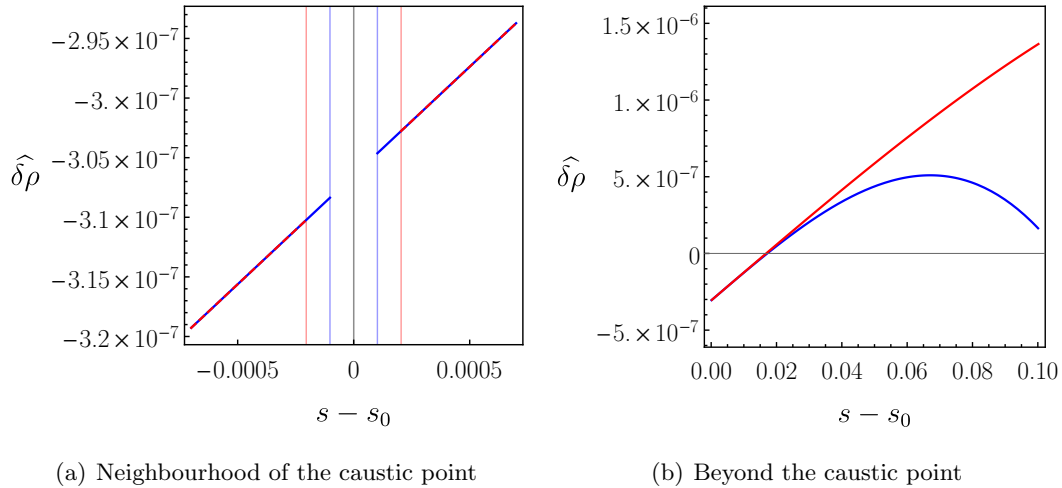 −2.95×10⁻⁷
−3.×10⁻⁷
−3.05×10⁻⁷
−3.1×10⁻⁷
−3.15×10⁻⁷
−3.2×10⁻⁷
δρ̂
−0.0005 0 0.0005
s − s₀
(a) Neighbourhood of the caustic point
1.5×10⁻⁶
1.×10⁻⁶
5.×10⁻⁷
0
−5.×10⁻⁷
δρ̂
0.00 0.02 0.04 0.06 0.08 0.10
s − s₀
(b) Beyond the caustic point